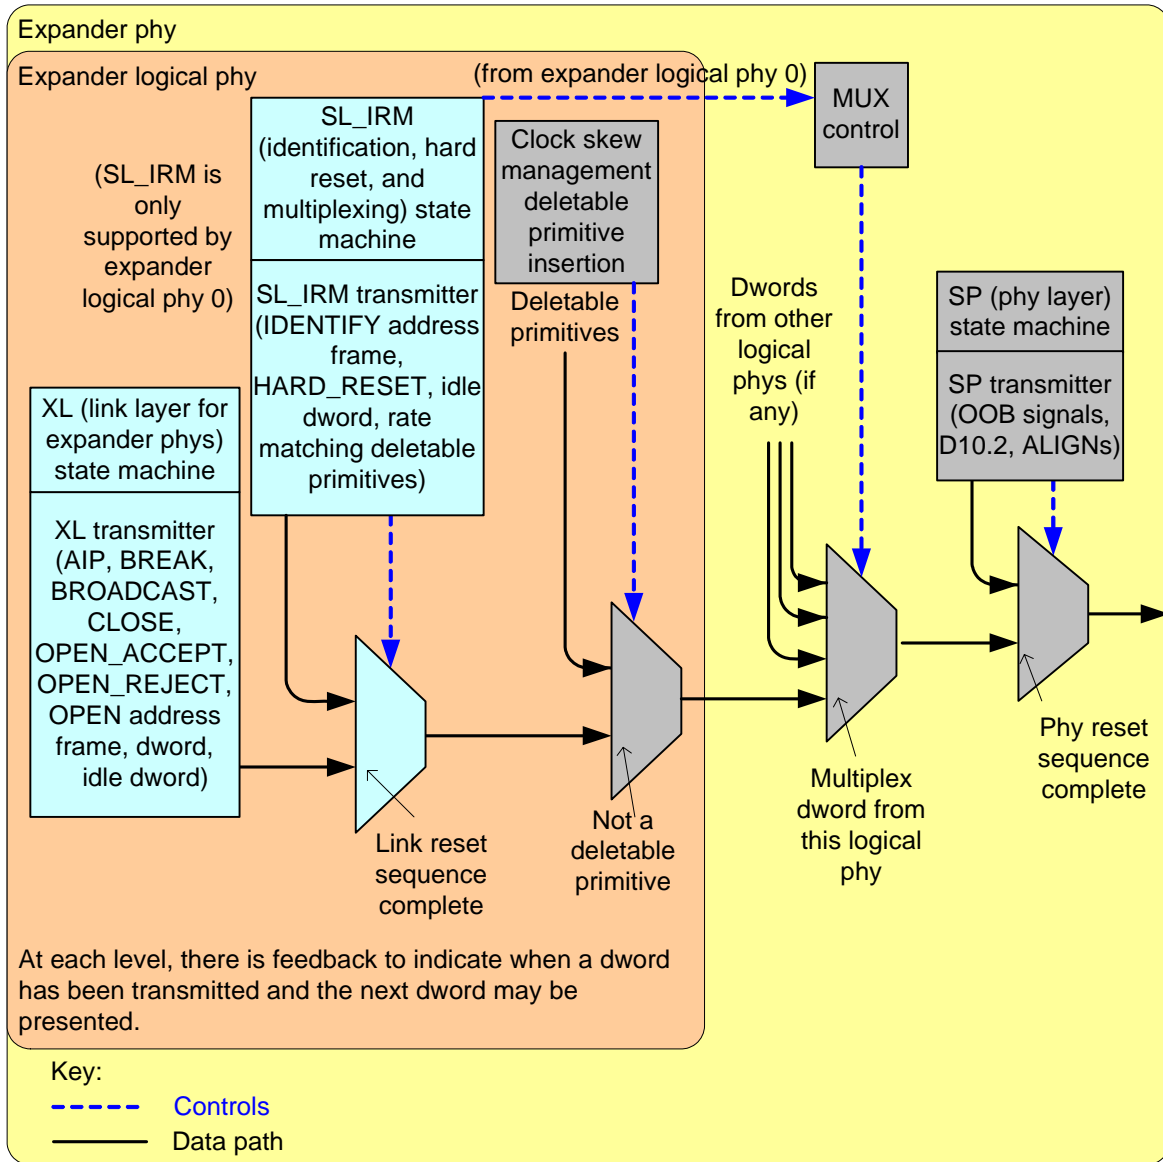 Expander phy
Expander logical phy
(from expander logical phy 0)
MUX
control
SL_IRM
(identification, hard
reset, and
multiplexing) state
machine
Clock skew
management
deletable
primitive
insertion
(SL_IRM is
only
supported by
expander
logical phy 0)
SL_IRM transmitter
(IDENTIFY address
frame,
HARD_RESET, idle
dword, rate
matching deletable
primitives)
Deletable
primitives
Dwords
from other
logical
phys (if
any)
SP (phy layer)
state machine
SP transmitter
(OOB signals,
D10.2, ALIGNs)
XL (link layer for
expander phys)
state machine
XL transmitter
(AIP, BREAK,
BROADCAST,
CLOSE,
OPEN_ACCEPT,
OPEN_REJECT,
OPEN address
frame, dword,
idle dword)
Link reset
sequence
complete
Not a
deletable
primitive
Multiplex
dword from
this logical
phy
Phy reset
sequence
complete
At each level, there is feedback to indicate when a dword
has been transmitted and the next dword may be
presented.
Key:
Controls
Data path